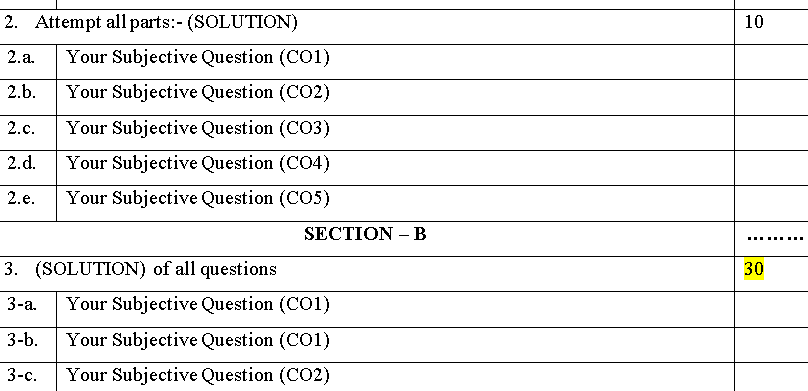 2. Attempt all parts:- (SOLUTION) 10
2.a. Your Subjective Question (CO1)
2.b. Your Subjective Question (CO2)
2.c. Your Subjective Question (CO3)
2.d. Your Subjective Question (CO4)
2.e. Your Subjective Question (CO5)
SECTION – B ………
3. (SOLUTION) of all questions 30
3-a. Your Subjective Question (CO1)
3-b. Your Subjective Question (CO1)
3-c. Your Subjective Question (CO2)